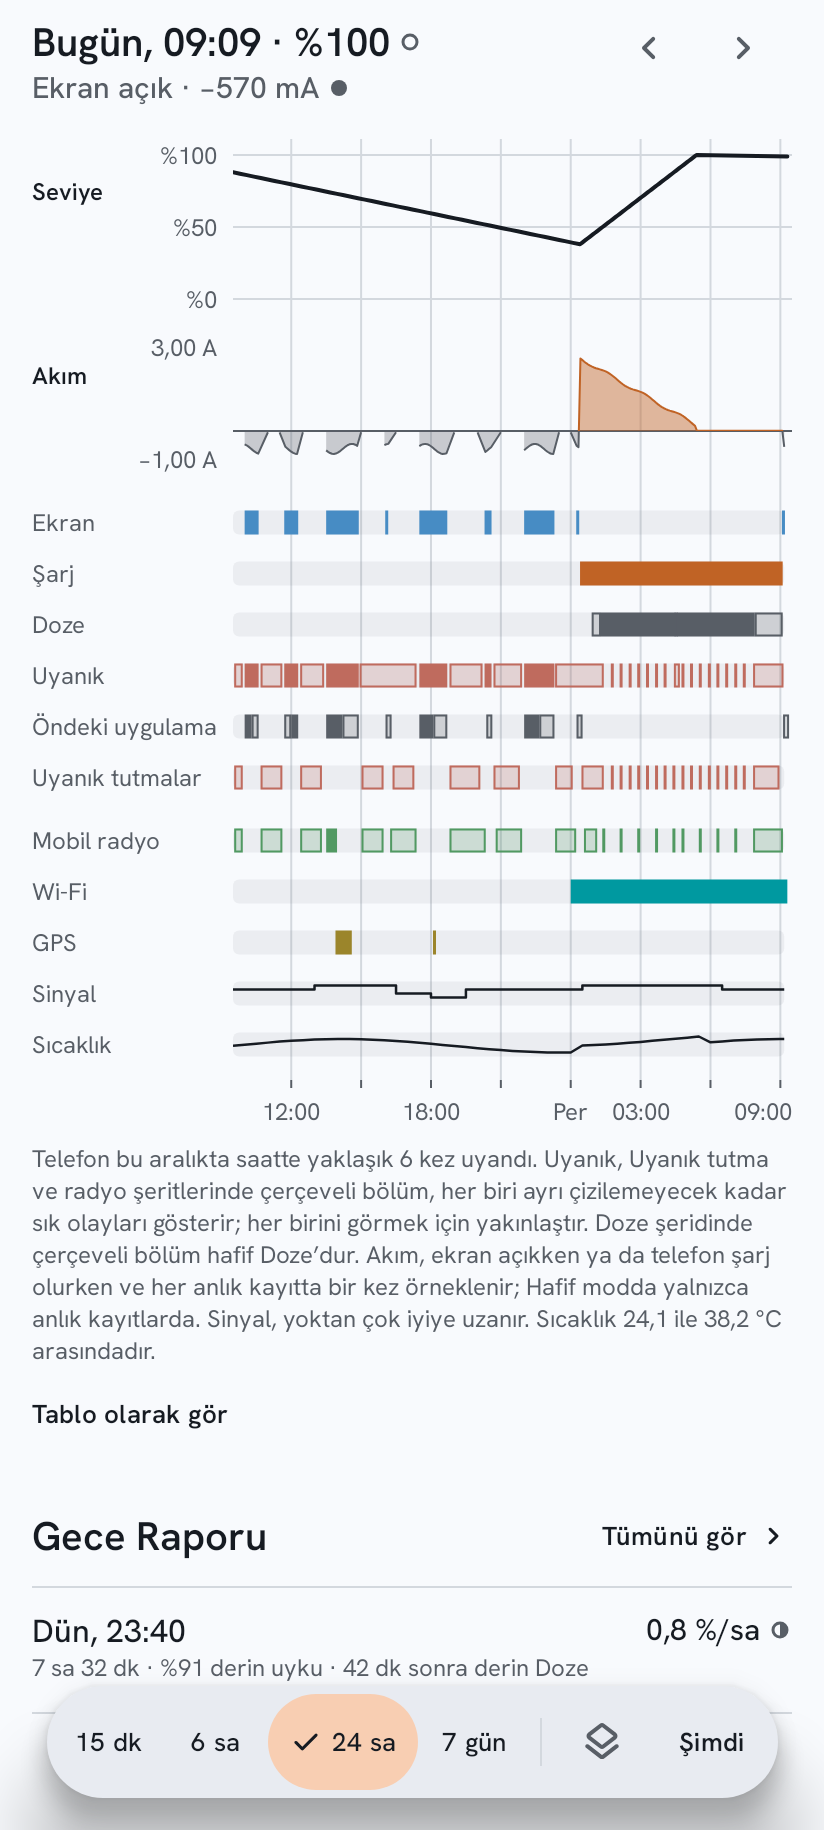 Bugün, 09:09 · %100
Ekran açık · −570 mA
Seviye
%100
%50
%0
Akım
3,00 A
−1,00 A
Ekran
Şarj
Doze
Uyanık
Öndeki uygulama
Uyanık tutmalar
Mobil radyo
Wi-Fi
GPS
Sinyal
Sıcaklık
12:00 18:00 Per 03:00 09:00
Telefon bu aralıkta saatte yaklaşık 6 kez uyandı. Uyanık, Uyanık tutma
ve radyo şeritlerinde çerçeveli bölüm, her biri ayrı çizilemeyecek kadar
sık olayları gösterir; her birini görmek için yakınlaştır. Doze şeridinde
çerçeveli bölüm hafif Doze’dur. Akım, ekran açıkken ya da telefon şarj
olurken ve her anlık kayıtta bir kez örneklenir; Hafif modda yalnızca
anlık kayıtlarda. Sinyal, yoktan çok iyiye uzanır. Sıcaklık 24,1 ile 38,2 °C
arasındadır.
Tablo olarak gör
Gece Raporu
Tümünü gör
Dün, 23:40
0,8 %/sa
7 sa 32 dk · %91 derin uyku · 42 dk sonra derin Doze
15 dk 6 sa 24 sa 7 gün Şimdi